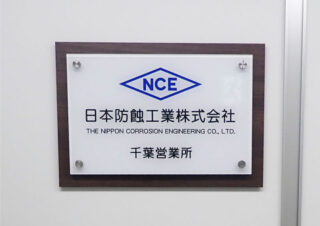 NCE
日本防蝕工業株式会社
THE NIPPON CORROSION ENGINEERING CO., LTD.
千葉営業所